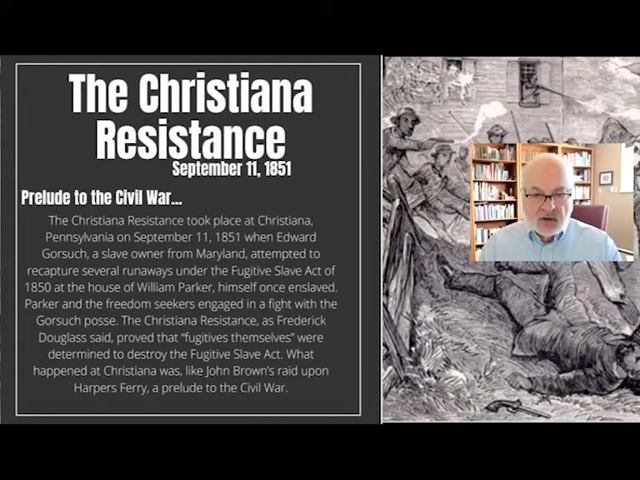 The Christiana
Resistance
September 11, 1851
Prelude to the Civil War...
The Christiana Resistance took place at Christiana,
Pennsylvania on September 11, 1851 when Edward
Gorsuch, a slave owner from Maryland, attempted to
recapture several runaways under the Fugitive Slave Act of
1850 at the house of William Parker, himself once enslaved.
Parker and the freedom seekers engaged in a fight with the
Gorsuch posse. The Christiana Resistance, as Frederick
Douglass said, proved that “fugitives themselves” were
determined to destroy the Fugitive Slave Act. What
happened at Christiana was, like John Brown’s raid upon
Harpers Ferry, a prelude to the Civil War.